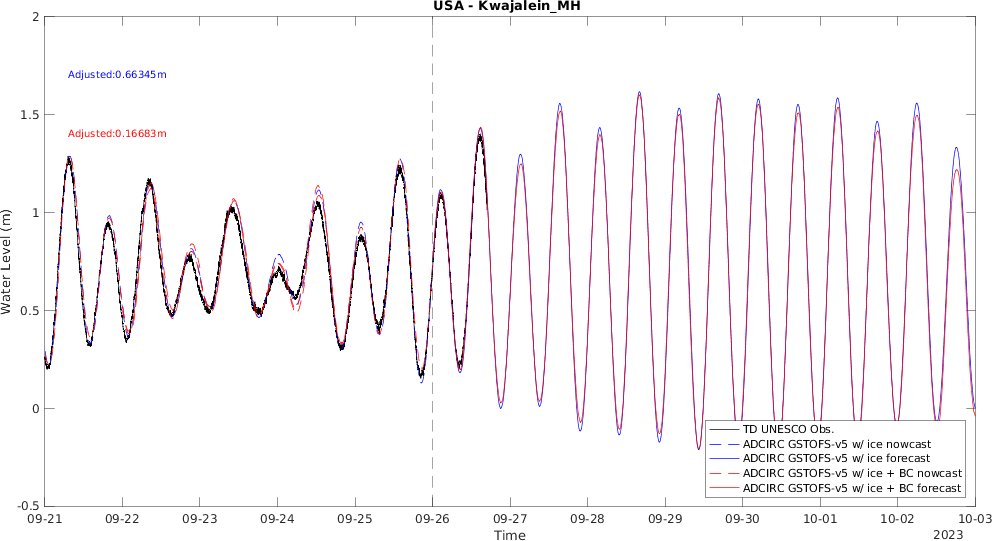 USA - Kwajalein_MH
Adjusted:0.66345m
Adjusted:0.16683m
Water Level (m)
2
1.5
1
0.5
0
-0.5
TD UNESCO Obs.
ADCIRC GSTOFS-v5 w/ ice nowcast
ADCIRC GSTOFS-v5 w/ ice forecast
ADCIRC GSTOFS-v5 w/ ice + BC nowcast
ADCIRC GSTOFS-v5 w/ ice + BC forecast
09-21 09-22 09-23 09-24 09-25 09-26 09-27 09-28 09-29 09-30 10-01 10-02 10-03
Time
2023